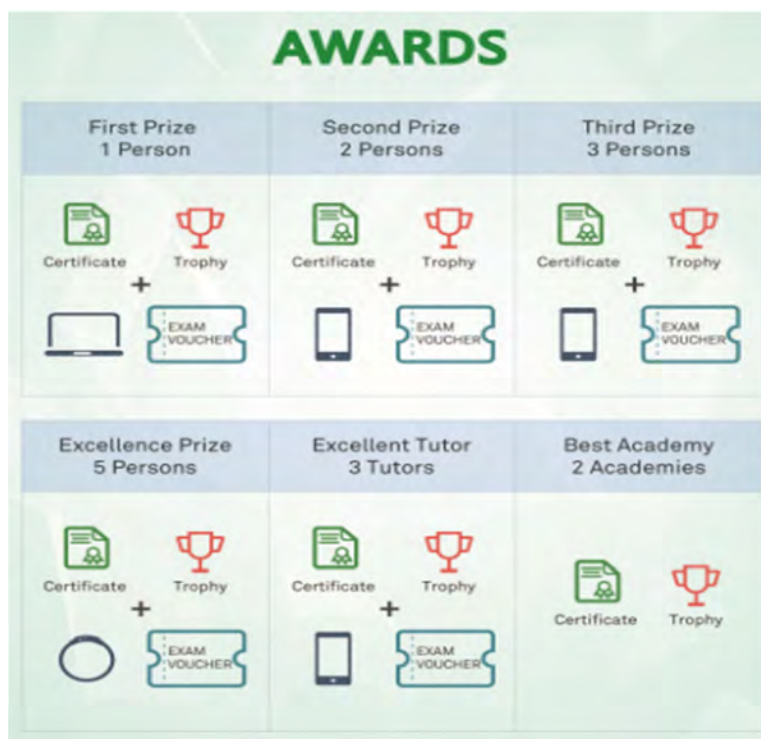 AWARDS
First Prize
1 Person
Second Prize
2 Persons
Third Prize
3 Persons
Certificate
Trophy
+
EXAM
VOUCHER
Certificate
Trophy
+
EXAM
VOUCHER
Certificate
Trophy
+
EXAM
VOUCHER
Excellence Prize
5 Persons
Excellent Tutor
3 Tutors
Best Academy
2 Academies
Certificate
Trophy
+
EXAM
VOUCHER
Certificate
Trophy
+
EXAM
VOUCHER
Certificate
Trophy